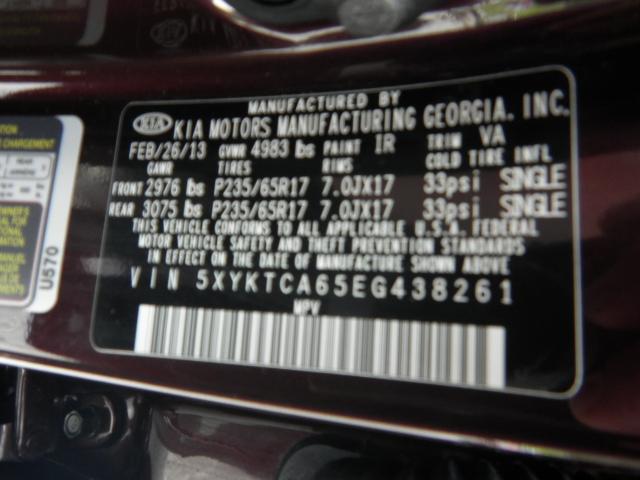 MANUFACTURED BY
KIA KIA MOTORS MANUFACTURING GEORGIA. INC.
FEB/26/13 GVWR 4983 lbs PAINT IR TRIM VA
GAWR TIRES RIMS COLD TIRE INFL
FRONT 2976 lbs P235/65R17 7.0JX17 33psi SINGLE
REAR 3075 lbs P235/65R17 7.0JX17 33psi SINGLE
THIS VEHICLE CONFORMS TO ALL APPLICABLE U.S.A. FEDERAL
MOTOR VEHICLE SAFETY AND THEFT PREVENTION STANDARDS
IN EFFECT ON THE DATE OF MANUFACTURE SHOWN ABOVE
VIN 5XYKTCA65EG438261
MPV
U570